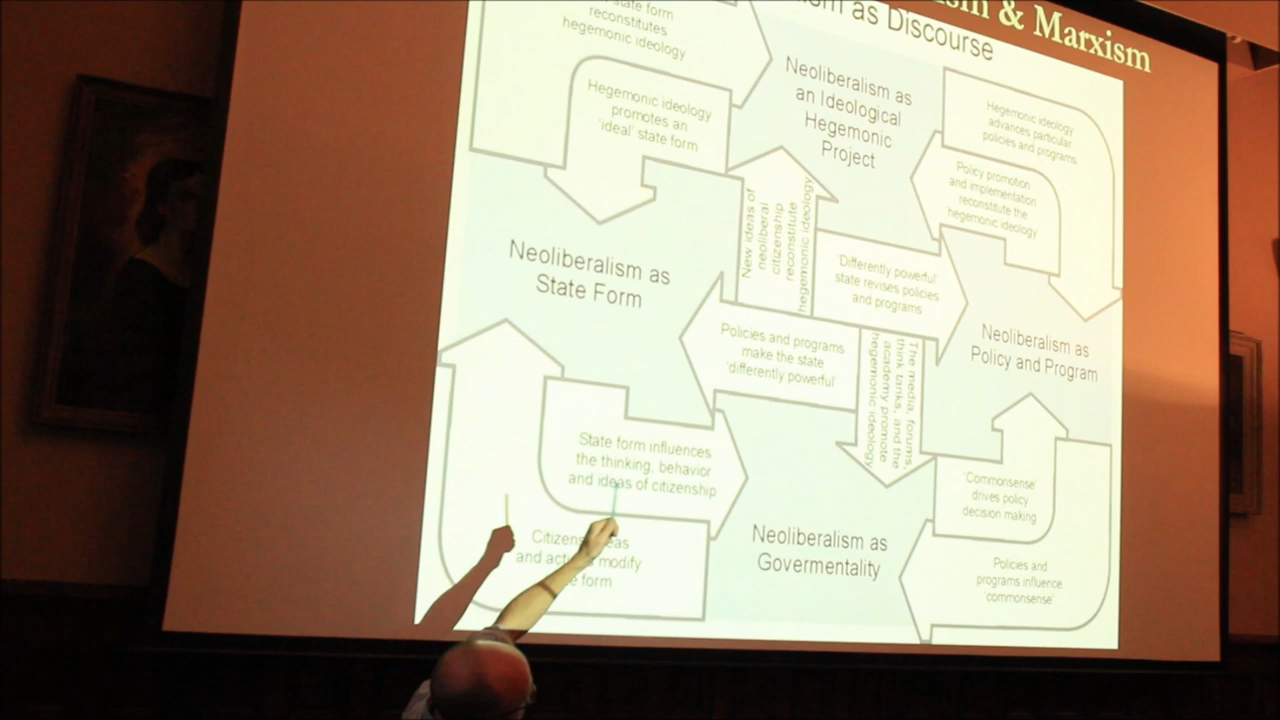 & Marxism
as Discourse
state form
reconstitutes
hegemonic ideology
Hegemonic ideology
promotes an
'ideal' state form
Neoliberalism as
an Ideological
Hegemonic
Project
Hegemonic ideology
advances particular
policies and programs
Policy promotion
and implementation
reconstitute the
hegemonic ideology
Neoliberalism as
State Form
New ideas of
neoliberal
citizenship
reconstitute
hegemonic ideology
'Differently powerful'
state revises policies
and programs
Policies and programs
make the state
'differently powerful'
The media, forums,
think tanks, and the
academy promote
hegemonic ideology
Neoliberalism as
Policy and Program
State form influences
the thinking, behavior
and ideas of citizenship
Citizens
and modify
form
Neoliberalism as
Govermentality
'Commonsense'
drives policy
decision making
Policies and
programs influence
'commonsense'